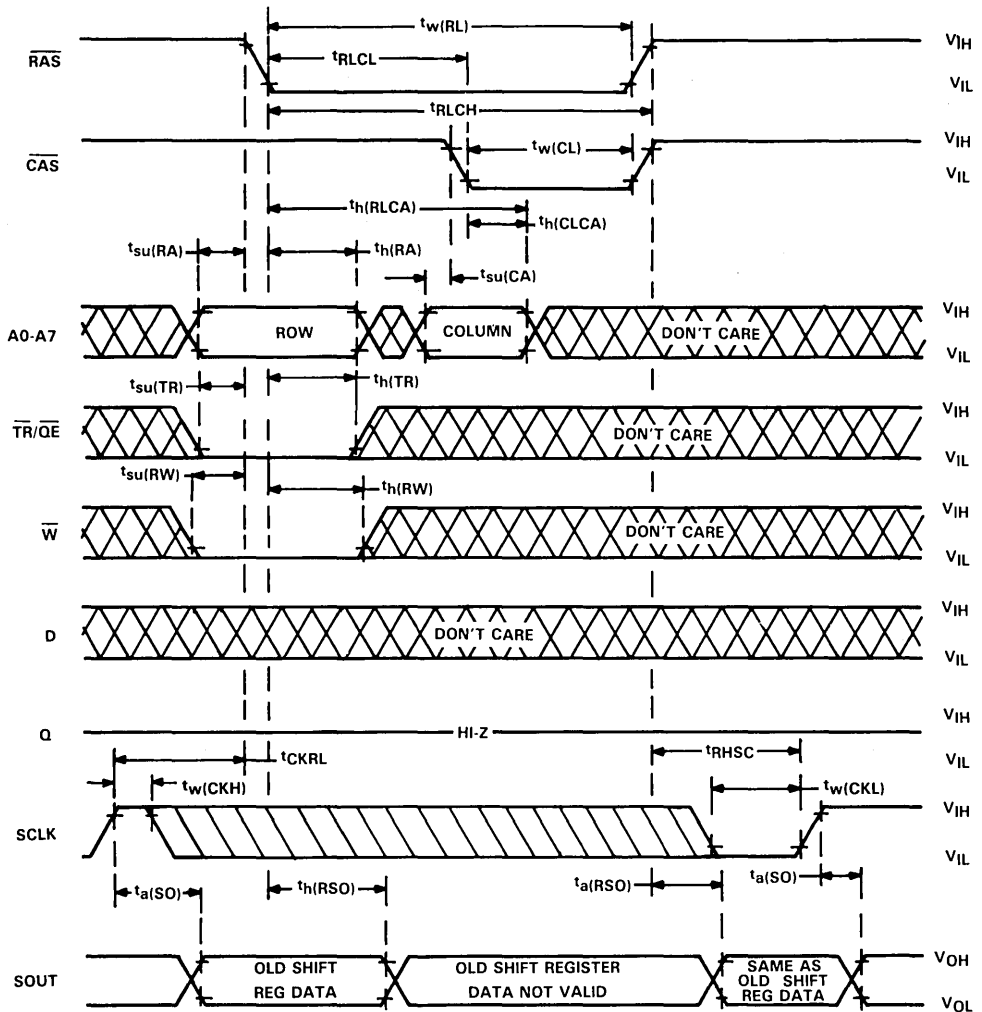 tw(RL)
RAS
VIH
tRLCL
VIL
tRLCH
CAS
VIH
tw(CL)
VIL
th(RLCA)
th(CLCA)
tsu(RA)
th(RA)
tsu(CA)
A0-A7
ROW
COLUMN
DON'T CARE
VIH
VIL
tsu(TR)
th(TR)
TR/QE
DON'T CARE
VIH
VIL
tsu(RW)
th(RW)
W
DON'T CARE
VIH
VIL
D
DON'T CARE
VIH
VIL
Q
HI-Z
VIH
tCKRL
tRHSC
VIL
tw(CKH)
tw(CKL)
SCLK
VIH
VIL
ta(SO)
th(RSO)
ta(RSO)
ta(SO)
SOUT
OLD SHIFT
REG DATA
OLD SHIFT REGISTER
DATA NOT VALID
SAME AS
OLD SHIFT
REG DATA
VOH
VOL